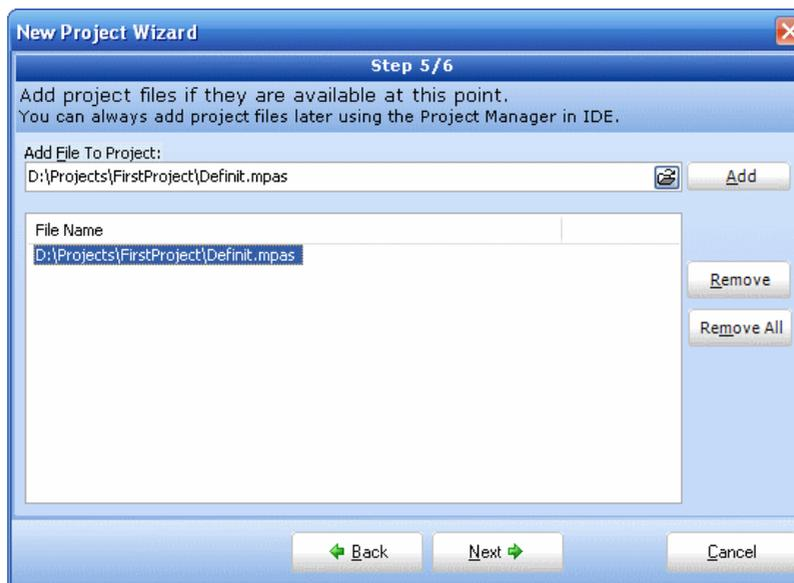 New Project Wizard
Step 5/6
Add project files if they are available at this point.
You can always add project files later using the Project Manager in IDE.
Add File To Project:
D:\Projects\FirstProject\Definit.mpas
Add
File Name
D:\Projects\FirstProject\Definit.mpas
Remove
Remove All
Back
Next
Cancel